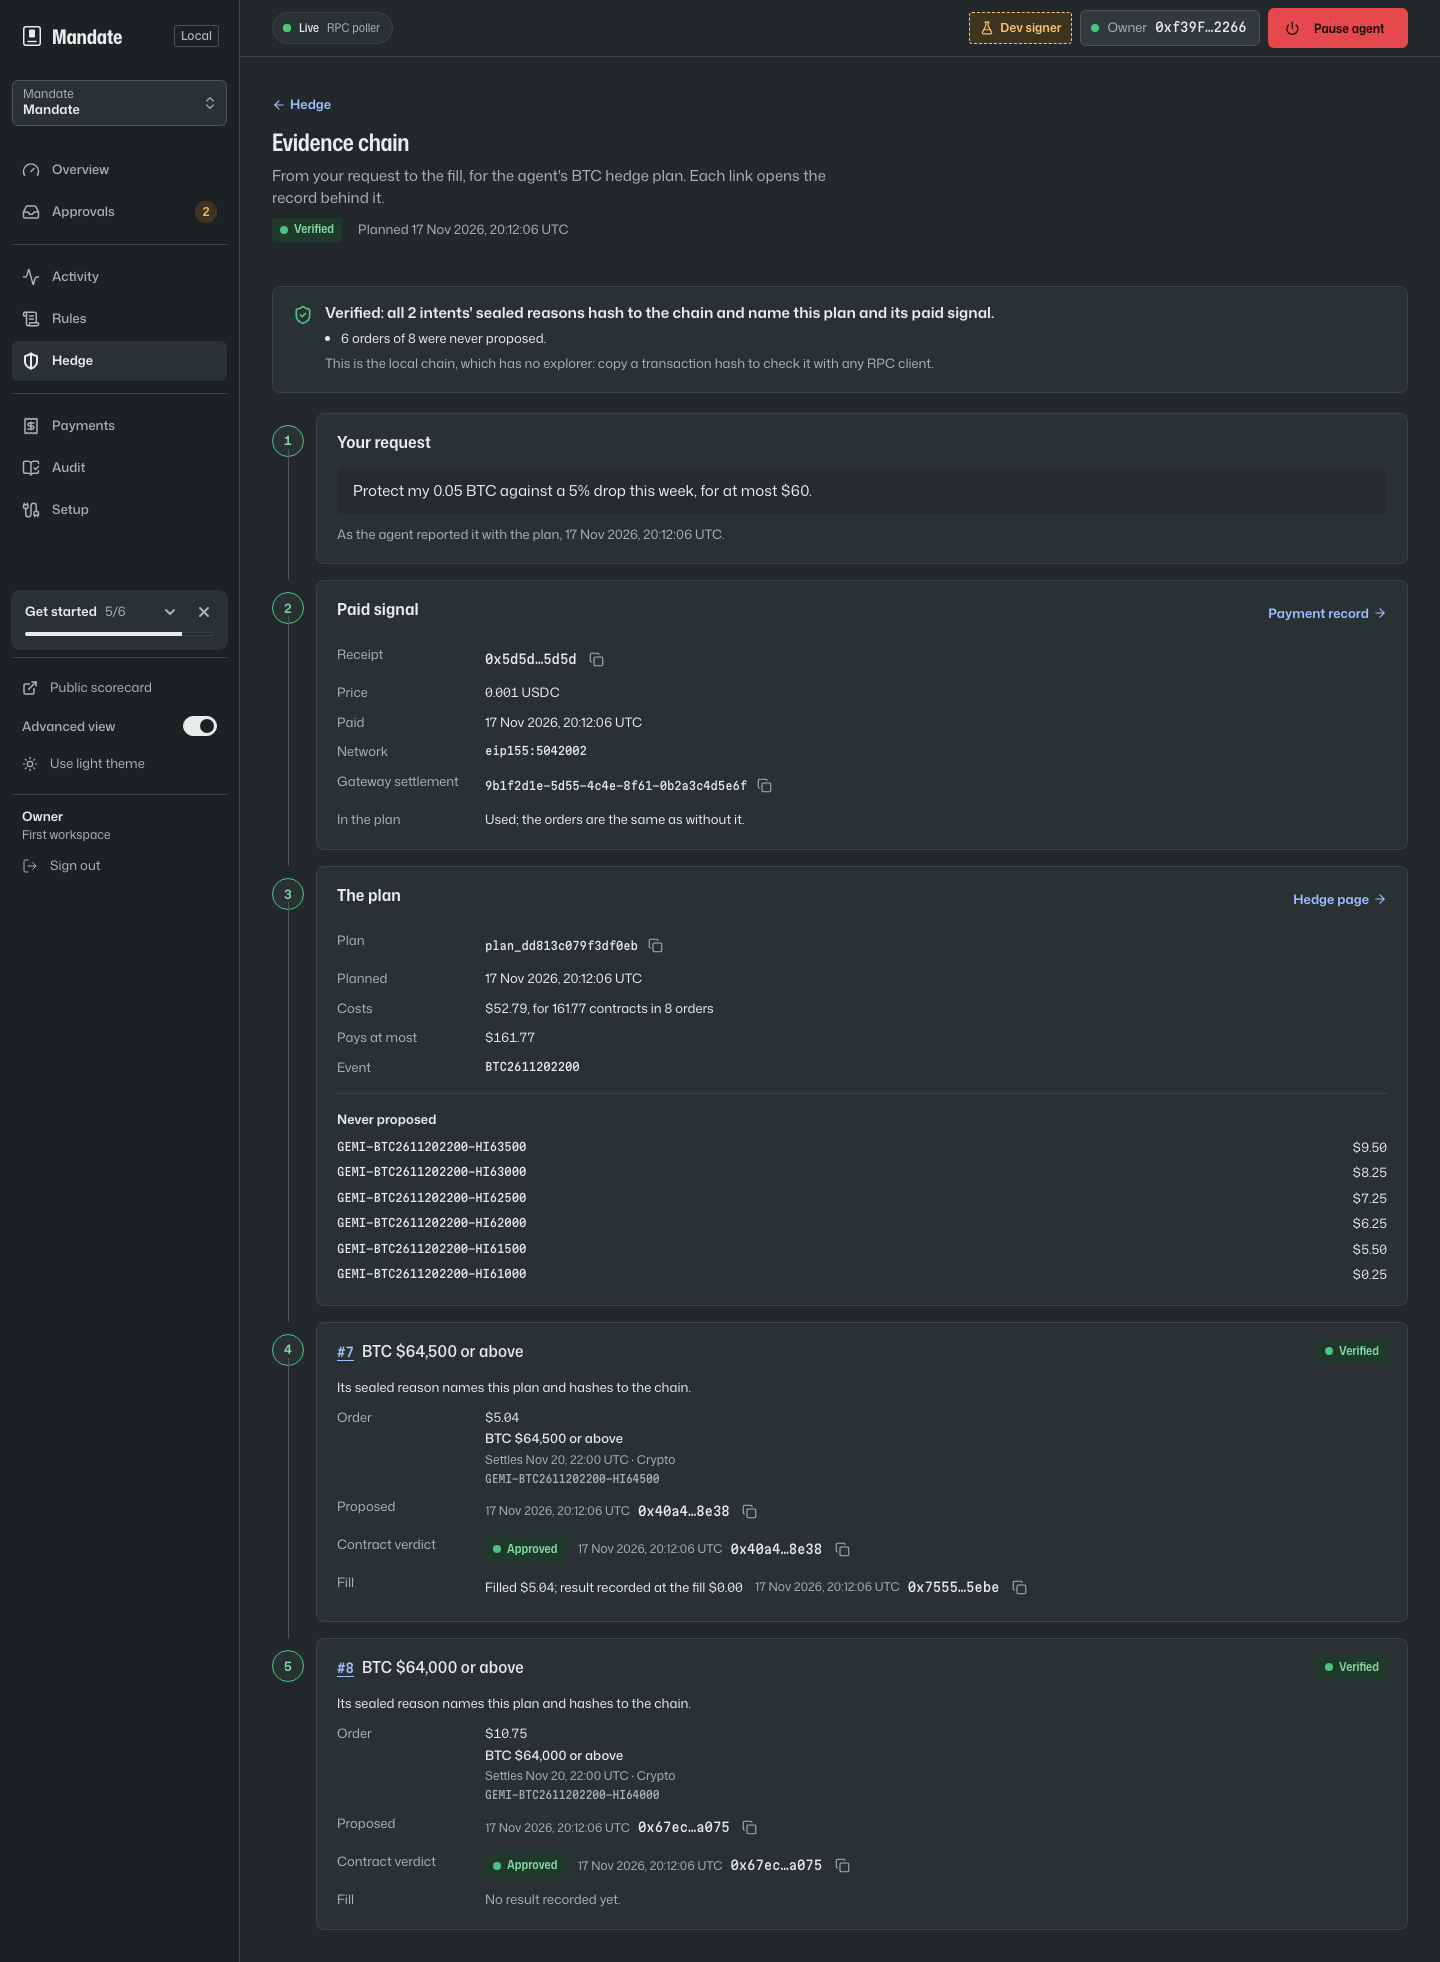 Mandate
Local
Mandate
Mandate
Overview
Approvals
2
Activity
Rules
Hedge
Payments
Audit
Setup
Get started 5/6
Public scorecard
Advanced view
Use light theme
Owner
First workspace
Sign out
Live RPC poller
Dev signer
Owner 0xf39F…2266
Pause agent
Hedge
Evidence chain
From your request to the fill, for the agent's BTC hedge plan. Each link opens the
record behind it.
Verified
Planned 17 Nov 2026, 20:12:06 UTC
Verified: all 2 intents' sealed reasons hash to the chain and name this plan and its paid signal.
6 orders of 8 were never proposed.
This is the local chain, which has no explorer: copy a transaction hash to check it with any RPC client.
1
Your request
Protect my 0.05 BTC against a 5% drop this week, for at most $60.
As the agent reported it with the plan, 17 Nov 2026, 20:12:06 UTC.
2
Paid signal
Payment record
Receipt 0x5d5d…5d5d
Price 0.001 USDC
Paid 17 Nov 2026, 20:12:06 UTC
Network eip155:5042002
Gateway settlement 9b1f2d1e-5d55-4c4e-8f61-0b2a3c4d5e6f
In the plan Used; the orders are the same as without it.
3
The plan
Hedge page
Plan plan_dd813c079f3df0eb
Planned 17 Nov 2026, 20:12:06 UTC
Costs $52.79, for 161.77 contracts in 8 orders
Pays at most $161.77
Event BTC2611202200
Never proposed
GEMI-BTC2611202200-HI63500 $9.50
GEMI-BTC2611202200-HI63000 $8.25
GEMI-BTC2611202200-HI62500 $7.25
GEMI-BTC2611202200-HI62000 $6.25
GEMI-BTC2611202200-HI61500 $5.50
GEMI-BTC2611202200-HI61000 $0.25
4
#7 BTC $64,500 or above
Verified
Its sealed reason names this plan and hashes to the chain.
Order $5.04
BTC $64,500 or above
Settles Nov 20, 22:00 UTC · Crypto
GEMI-BTC2611202200-HI64500
Proposed 17 Nov 2026, 20:12:06 UTC 0x40a4…8e38
Contract verdict Approved 17 Nov 2026, 20:12:06 UTC 0x40a4…8e38
Fill Filled $5.04; result recorded at the fill $0.00 17 Nov 2026, 20:12:06 UTC 0x7555…5ebe
5
#8 BTC $64,000 or above
Verified
Its sealed reason names this plan and hashes to the chain.
Order $10.75
BTC $64,000 or above
Settles Nov 20, 22:00 UTC · Crypto
GEMI-BTC2611202200-HI64000
Proposed 17 Nov 2026, 20:12:06 UTC 0x67ec…a075
Contract verdict Approved 17 Nov 2026, 20:12:06 UTC 0x67ec…a075
Fill No result recorded yet.